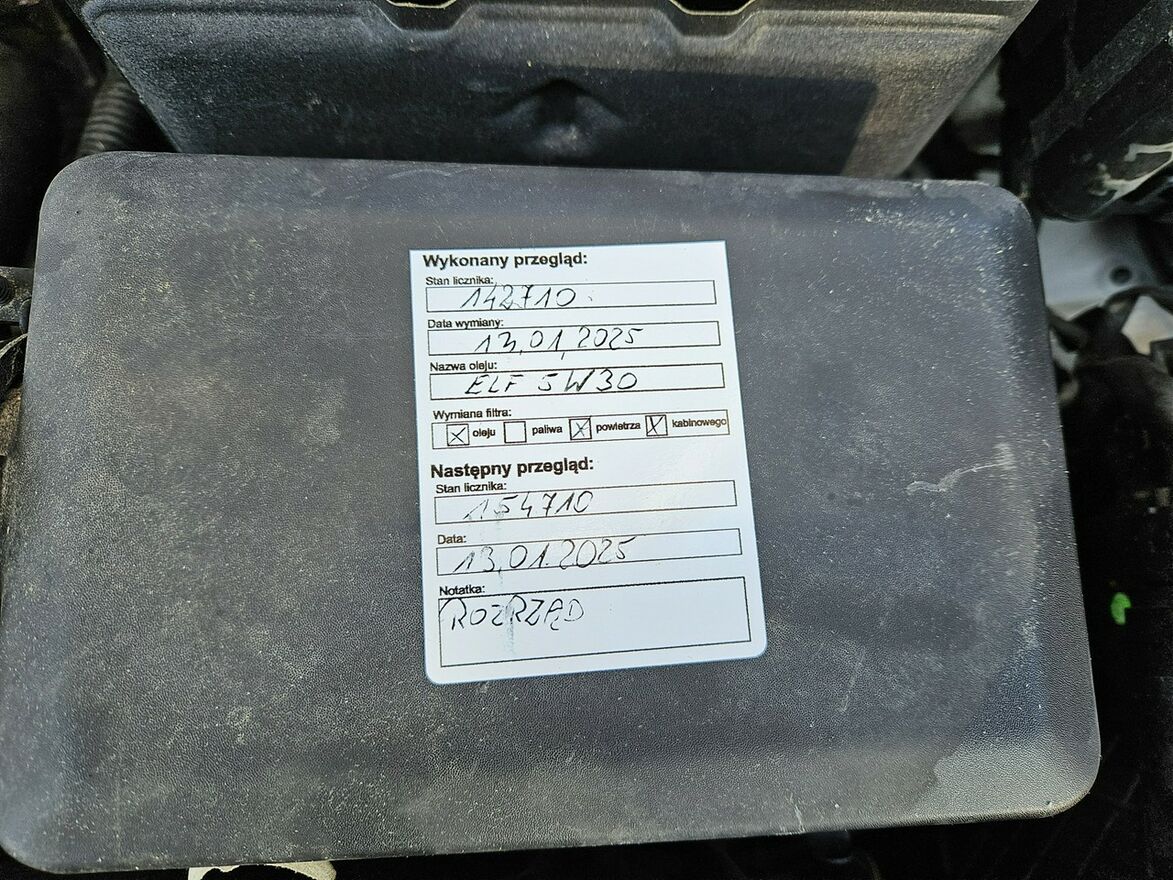 Wykonany przegląd:
Stan licznika:
142710
Data wymiany:
13.01.2025
Nazwa oleju:
ELF 5W30
Wymiana filtra:
oleju paliwa powietrza kabinowego
Następny przegląd:
Stan licznika:
154710
Data:
13.01.2025
Notatka:
ROZRZĄD